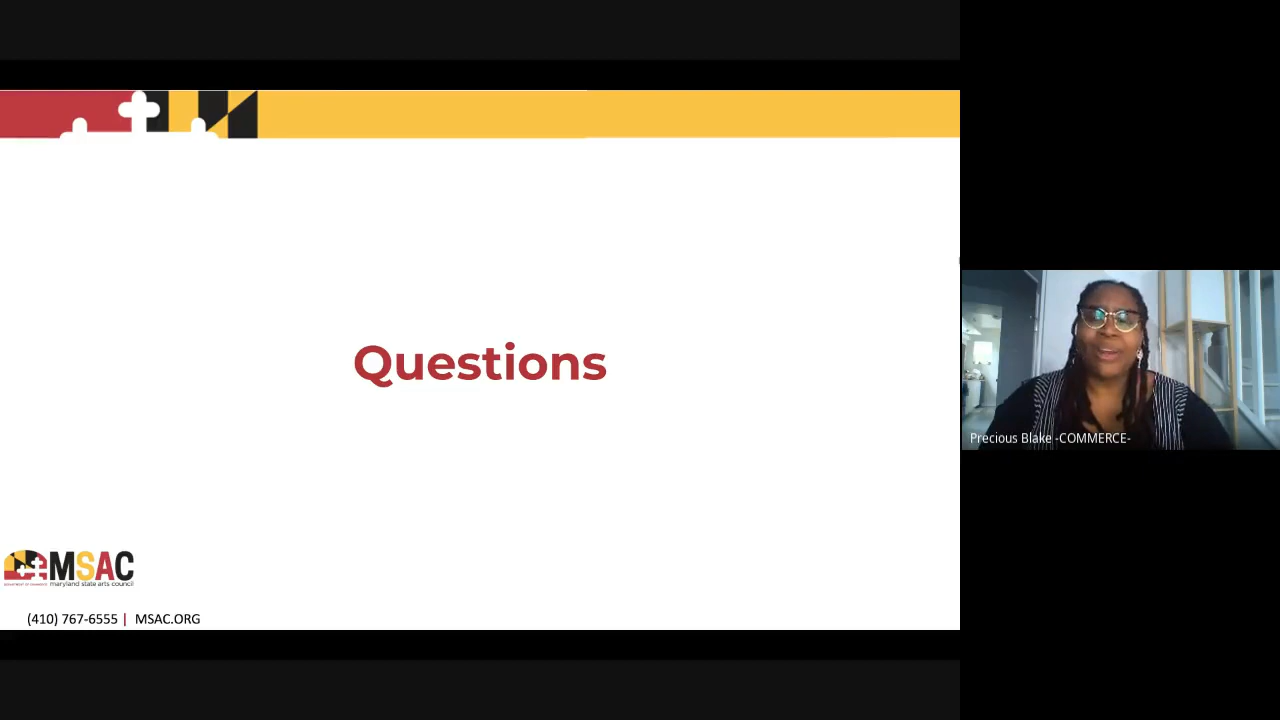 Questions
MSAC
maryland state arts council
(410) 767-6555 | MSAC.ORG
Precious Blake -COMMERCE-